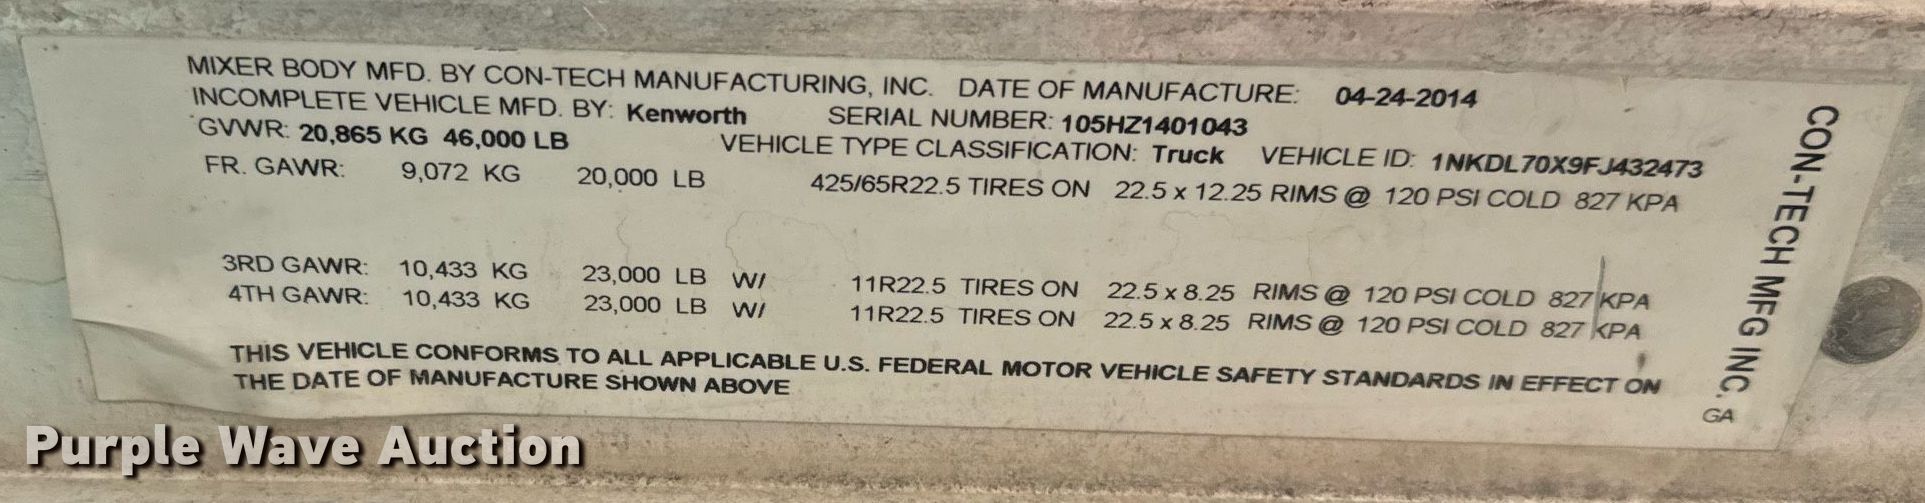 MIXER BODY MFD. BY CON-TECH MANUFACTURING, INC. DATE OF MANUFACTURE: 04-24-2014
INCOMPLETE VEHICLE MFD. BY: Kenworth SERIAL NUMBER: 105HZ1401043
GVWR: 20,865 KG 46,000 LB VEHICLE TYPE CLASSIFICATION: Truck VEHICLE ID: 1NKDL70X9FJ432473
FR. GAWR: 9,072 KG 20,000 LB 425/65R22.5 TIRES ON 22.5 x 12.25 RIMS @ 120 PSI COLD 827 KPA
3RD GAWR: 10,433 KG 23,000 LB W/ 11R22.5 TIRES ON 22.5 x 8.25 RIMS @ 120 PSI COLD 827 KPA
4TH GAWR: 10,433 KG 23,000 LB W/ 11R22.5 TIRES ON 22.5 x 8.25 RIMS @ 120 PSI COLD 827 KPA
THIS VEHICLE CONFORMS TO ALL APPLICABLE U.S. FEDERAL MOTOR VEHICLE SAFETY STANDARDS IN EFFECT ON
THE DATE OF MANUFACTURE SHOWN ABOVE
CON-TECH MFG INC.
GA
Purple Wave Auction